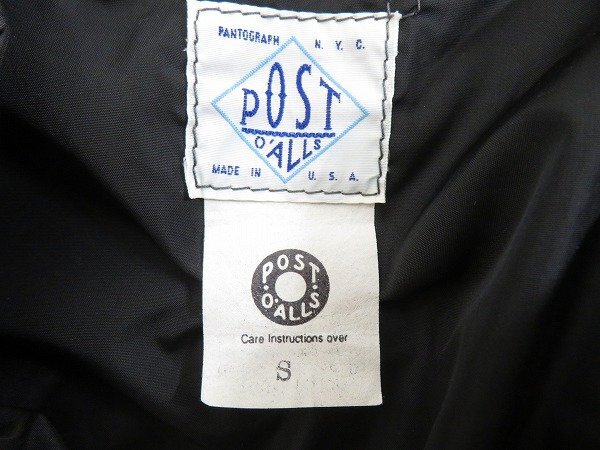 PANTOGRAPH N. Y. C.
POST
O'ALLS
MADE IN U. S. A.
POST
O'ALLS
Care Instructions over
S